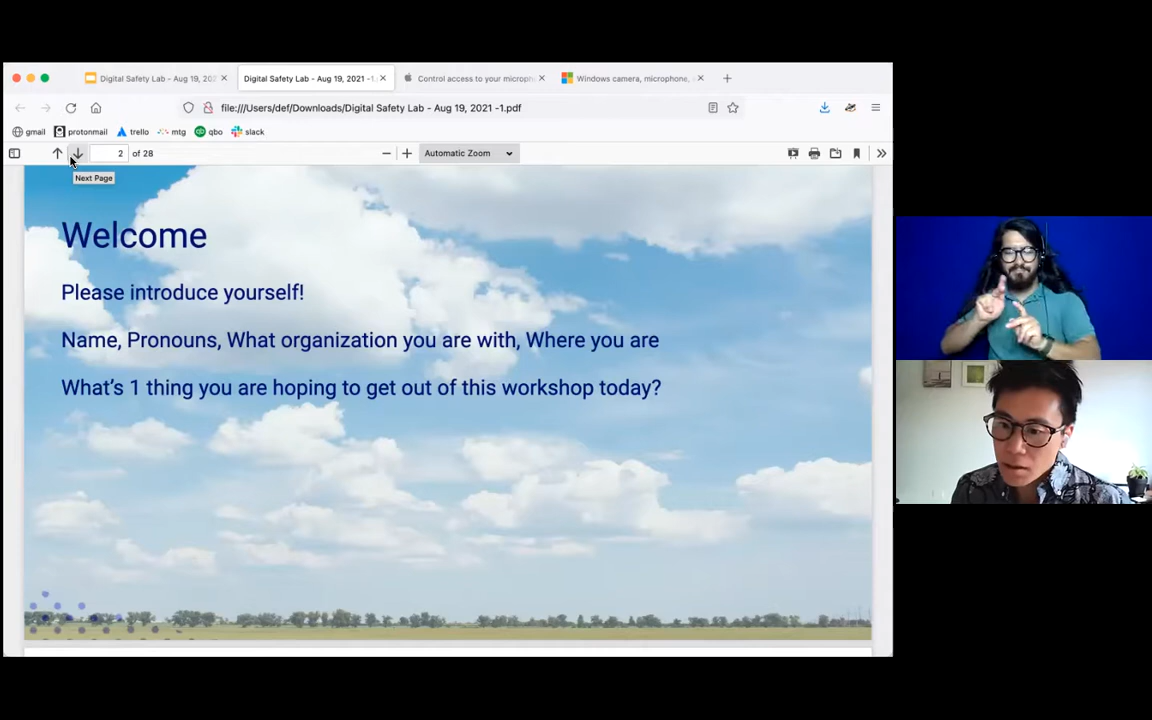 Digital Safety Lab - Aug 19, 202
Digital Safety Lab - Aug 19, 2021 -1.
Control access to your microph
Windows camera, microphone,
file:///Users/def/Downloads/Digital Safety Lab - Aug 19, 2021 -1.pdf
gmail protonmail trello mtg qbo slack
2 of 28 Automatic Zoom
Next Page
Welcome
Please introduce yourself!
Name, Pronouns, What organization you are with, Where you are
What's 1 thing you are hoping to get out of this workshop today?